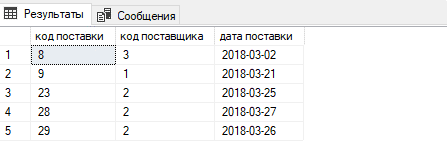 Результаты Сообщения
код поставки код поставщика дата поставки
1 8 3 2018-03-02
2 9 1 2018-03-21
3 23 2 2018-03-25
4 28 2 2018-03-27
5 29 2 2018-03-26